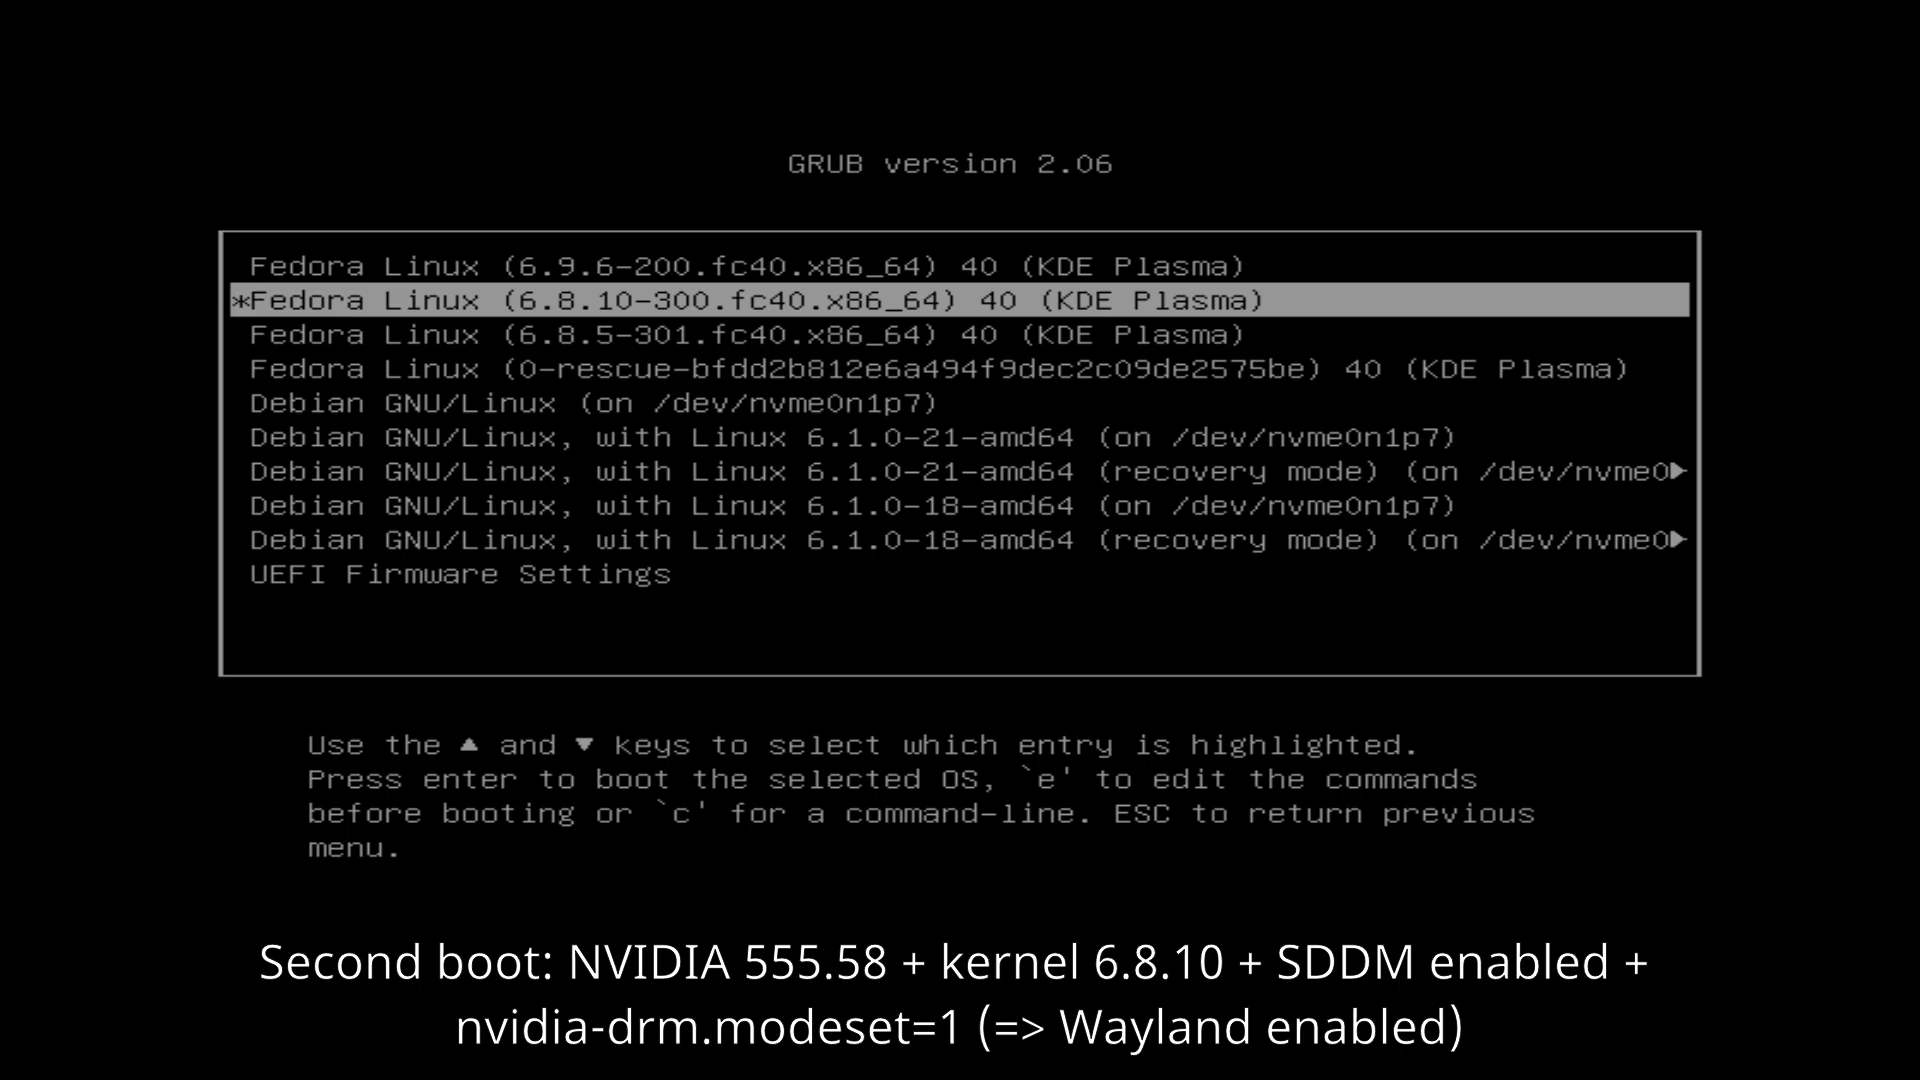 GRUB version 2.06
Fedora Linux (6.9.6-200.fc40.x86_64) 40 (KDE Plasma)
*Fedora Linux (6.8.10-300.fc40.x86_64) 40 (KDE Plasma)
Fedora Linux (6.8.5-301.fc40.x86_64) 40 (KDE Plasma)
Fedora Linux (0-rescue-bfdd2b812e6a494f9dec2c09de2575be) 40 (KDE Plasma)
Debian GNU/Linux (on /dev/nvme0n1p7)
Debian GNU/Linux, with Linux 6.1.0-21-amd64 (on /dev/nvme0n1p7)
Debian GNU/Linux, with Linux 6.1.0-21-amd64 (recovery mode) (on /dev/nvme0▶
Debian GNU/Linux, with Linux 6.1.0-18-amd64 (on /dev/nvme0n1p7)
Debian GNU/Linux, with Linux 6.1.0-18-amd64 (recovery mode) (on /dev/nvme0▶
UEFI Firmware Settings
Use the ▲ and ▼ keys to select which entry is highlighted.
Press enter to boot the selected OS, `e' to edit the commands
before booting or `c' for a command-line. ESC to return previous
menu.
Second boot: NVIDIA 555.58 + kernel 6.8.10 + SDDM enabled +
nvidia-drm.modeset=1 (=> Wayland enabled)